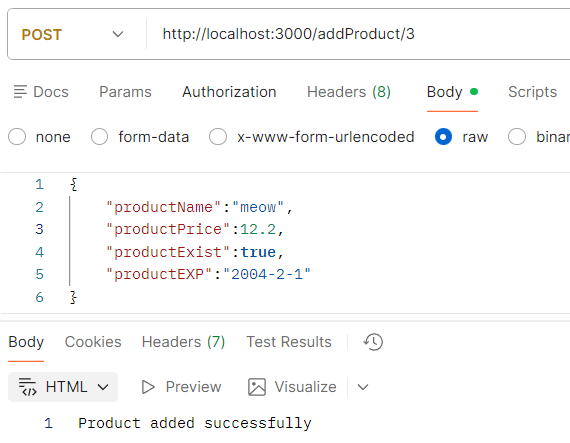 POST http://localhost:3000/addProduct/3
Docs Params Authorization Headers (8) Body Scripts
none form-data x-www-form-urlencoded raw binar
1 {
2 "productName":"meow",
3 "productPrice":12.2,
4 "productExist":true,
5 "productEXP":"2004-2-1"
6 }
Body Cookies Headers (7) Test Results
HTML Preview Visualize
1 Product added successfully